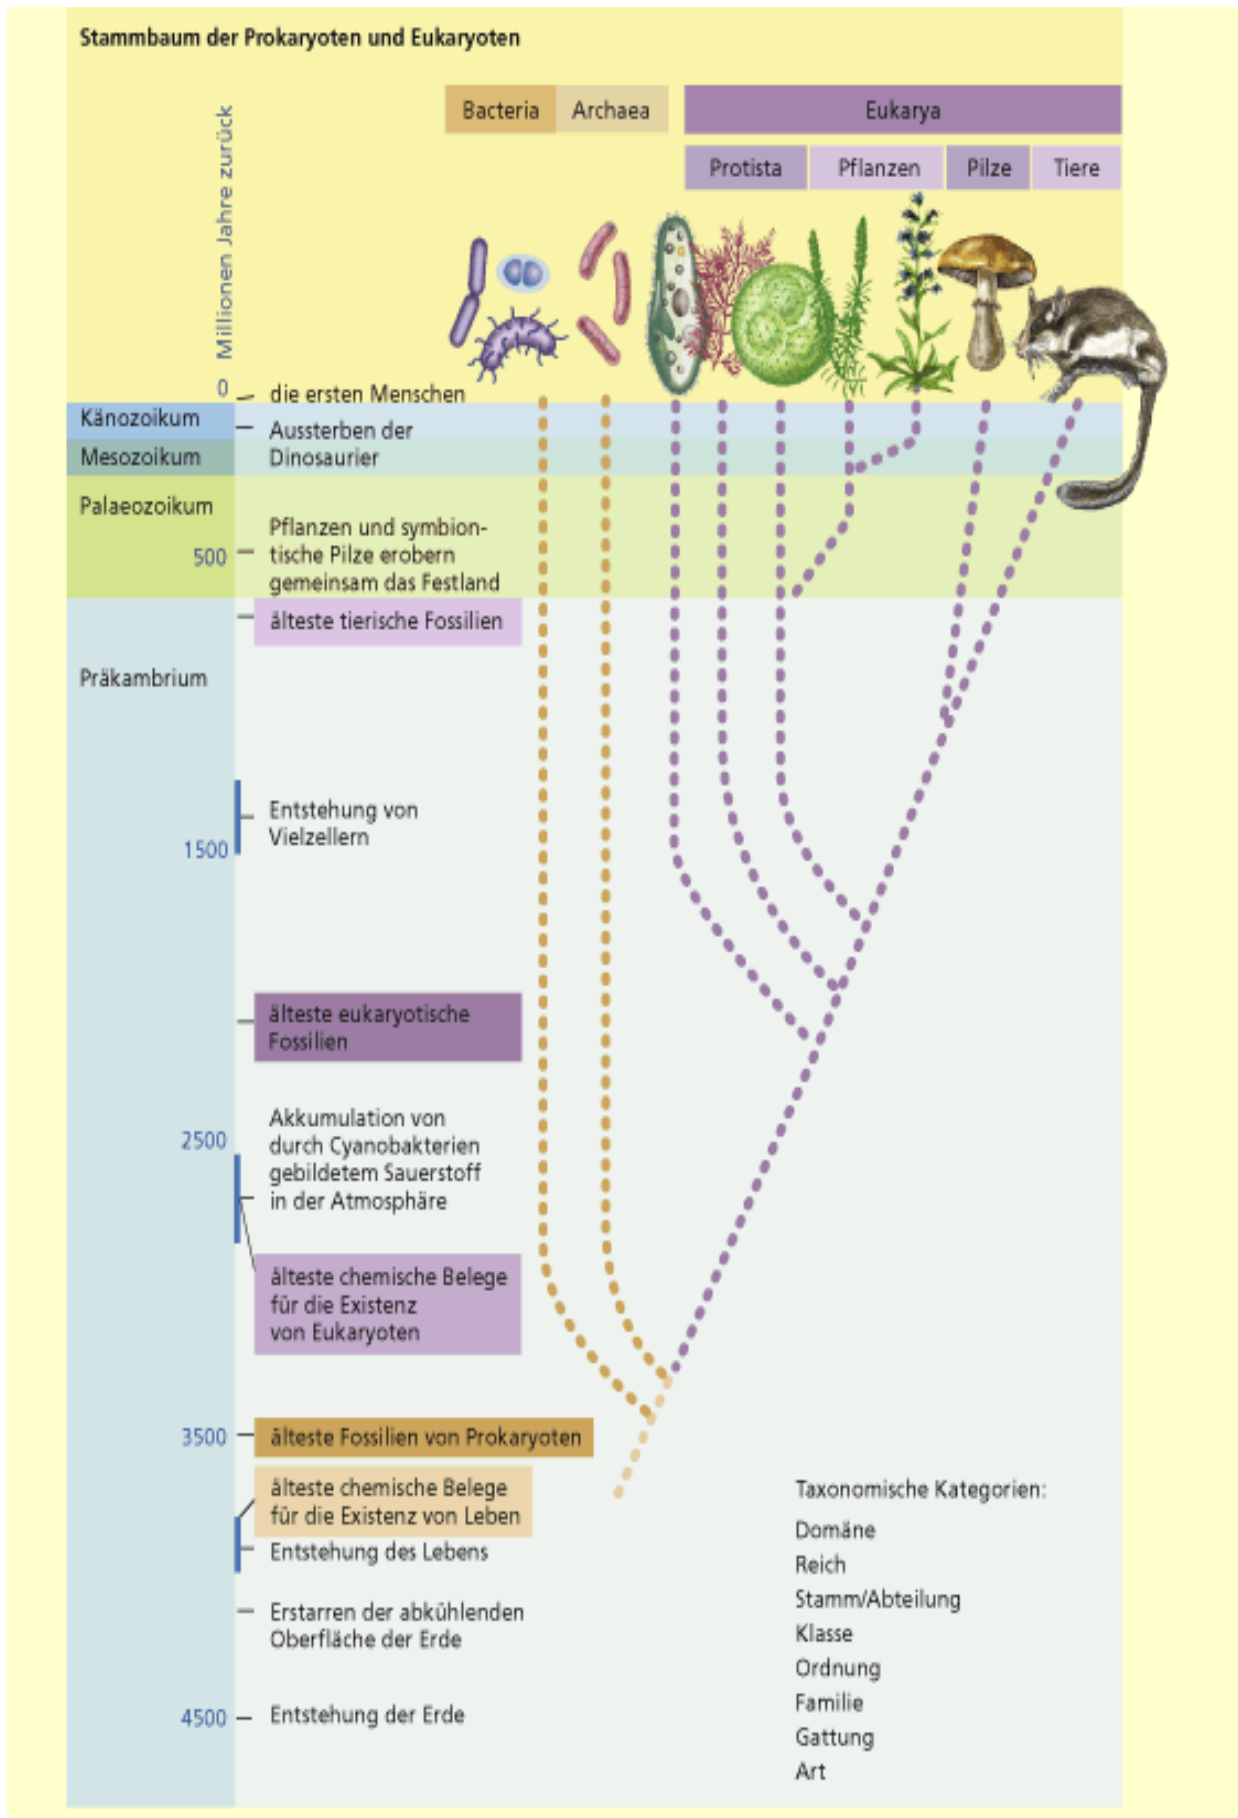 Stammbaum der Prokaryoten und Eukaryoten
Millionen Jahre zurück
Bacteria
Archaea
Eukarya
Protista
Pflanzen
Pilze
Tiere
0
die ersten Menschen
Känozoikum
Aussterben der
Dinosaurier
Mesozoikum
Palaeozoikum
Pflanzen und symbion-
500
tische Pilze erobern
gemeinsam das Festland
älteste tierische Fossilien
Präkambrium
Entstehung von
Vielzellern
1500
älteste eukaryotische
Fossilien
Akkumulation von
2500
durch Cyanobakterien
gebildetem Sauerstoff
in der Atmosphäre
älteste chemische Belege
für die Existenz
von Eukaryoten
3500
älteste Fossilien von Prokaryoten
älteste chemische Belege
für die Existenz von Leben
Entstehung des Lebens
Erstarren der abkühlenden
Oberfläche der Erde
4500
Entstehung der Erde
Taxonomische Kategorien:
Domäne
Reich
Stamm/Abteilung
Klasse
Ordnung
Familie
Gattung
Art